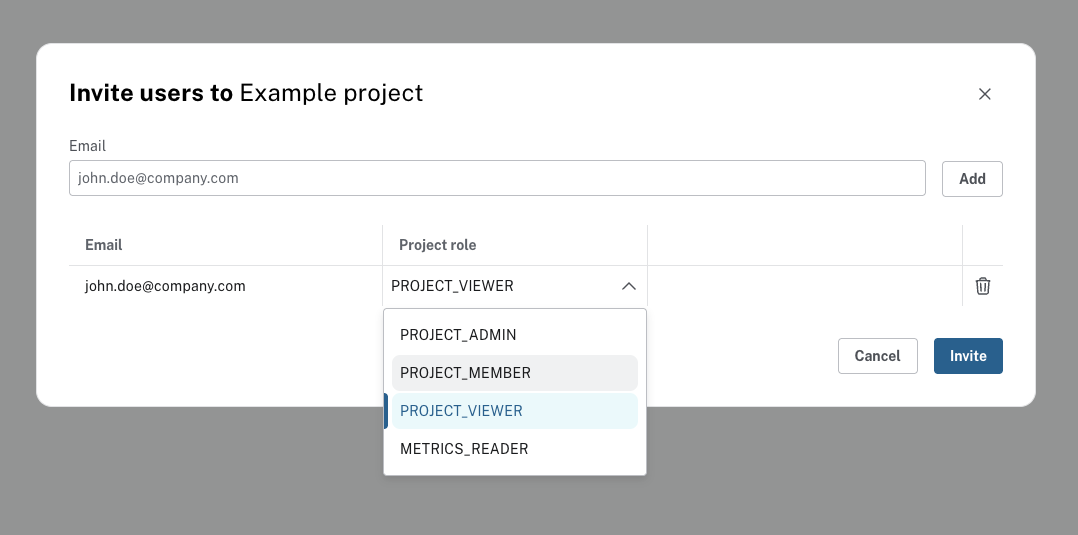 Invite users to Example project
Email
john.doe@company.com
Add
Email
Project role
john.doe@company.com
PROJECT_VIEWER
PROJECT_ADMIN
PROJECT_MEMBER
PROJECT_VIEWER
METRICS_READER
Cancel
Invite